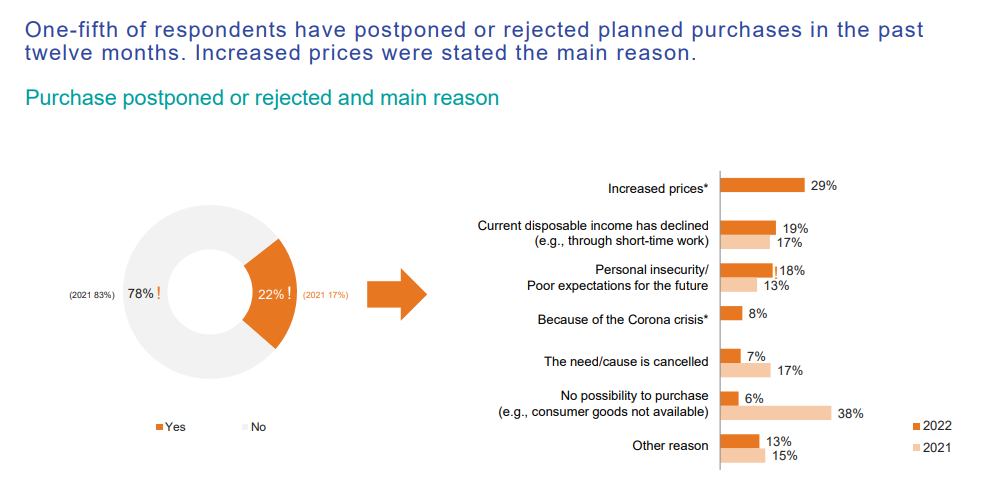 One-fifth of respondents have postponed or rejected planned purchases in the past
twelve months. Increased prices were stated the main reason.
Purchase postponed or rejected and main reason
(2021 83%) 78% ! 22% ! (2021 17%)
Yes No
Increased prices* 29%
Current disposable income has declined
(e.g., through short-time work)
19%
17%
Personal insecurity/
Poor expectations for the future
! 18%
13%
Because of the Corona crisis* 8%
The need/cause is cancelled
7%
17%
No possibility to purchase
(e.g., consumer goods not available)
6%
38%
Other reason
13%
15%
2022
2021